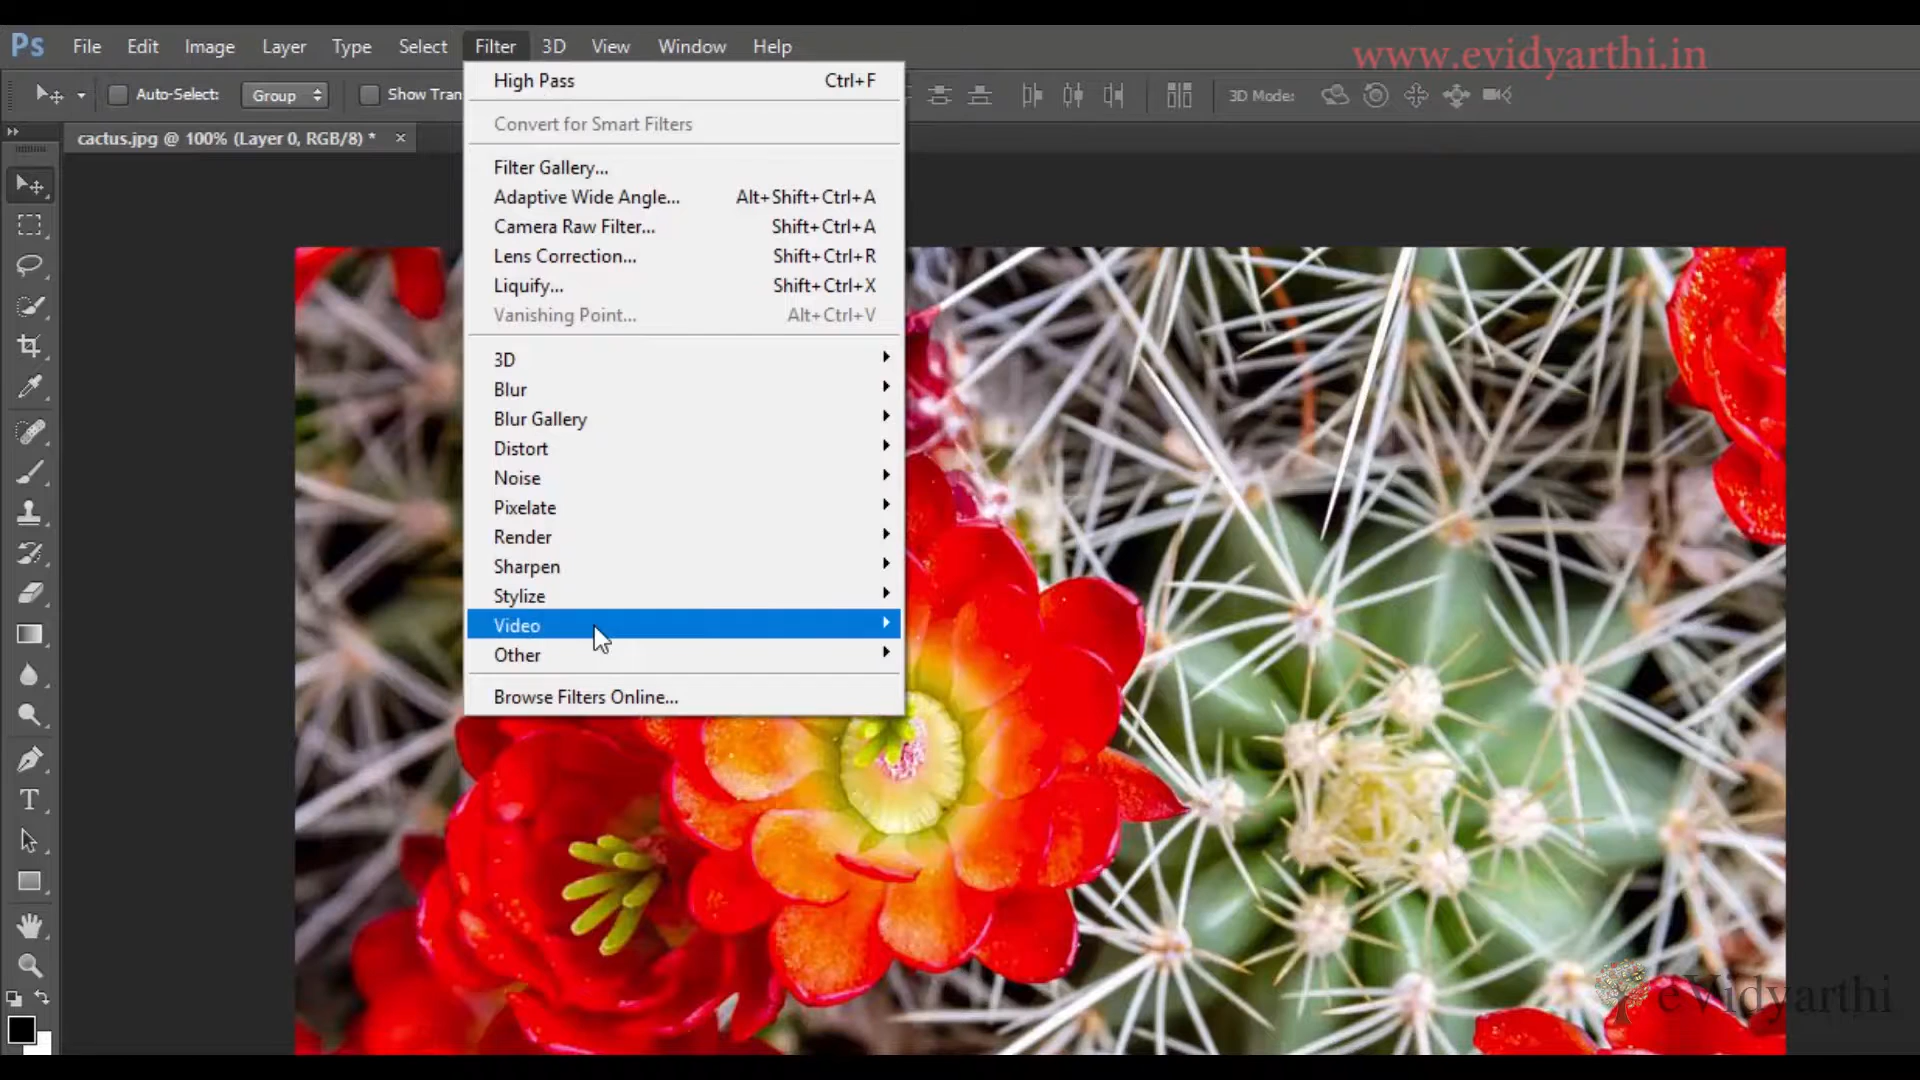 Ps File Edit Image Layer Type Select Filter 3D View Window Help
www.evidyarthi.in
Auto-Select: Group Show Tran 3D Mode:
cactus.jpg @ 100% (Layer 0, RGB/8) * ×
High Pass Ctrl+F
Convert for Smart Filters
Filter Gallery...
Adaptive Wide Angle... Alt+Shift+Ctrl+A
Camera Raw Filter... Shift+Ctrl+A
Lens Correction... Shift+Ctrl+R
Liquify... Shift+Ctrl+X
Vanishing Point... Alt+Ctrl+V
3D
Blur
Blur Gallery
Distort
Noise
Pixelate
Render
Sharpen
Stylize
Video
Other
Browse Filters Online...
eVidyarthi